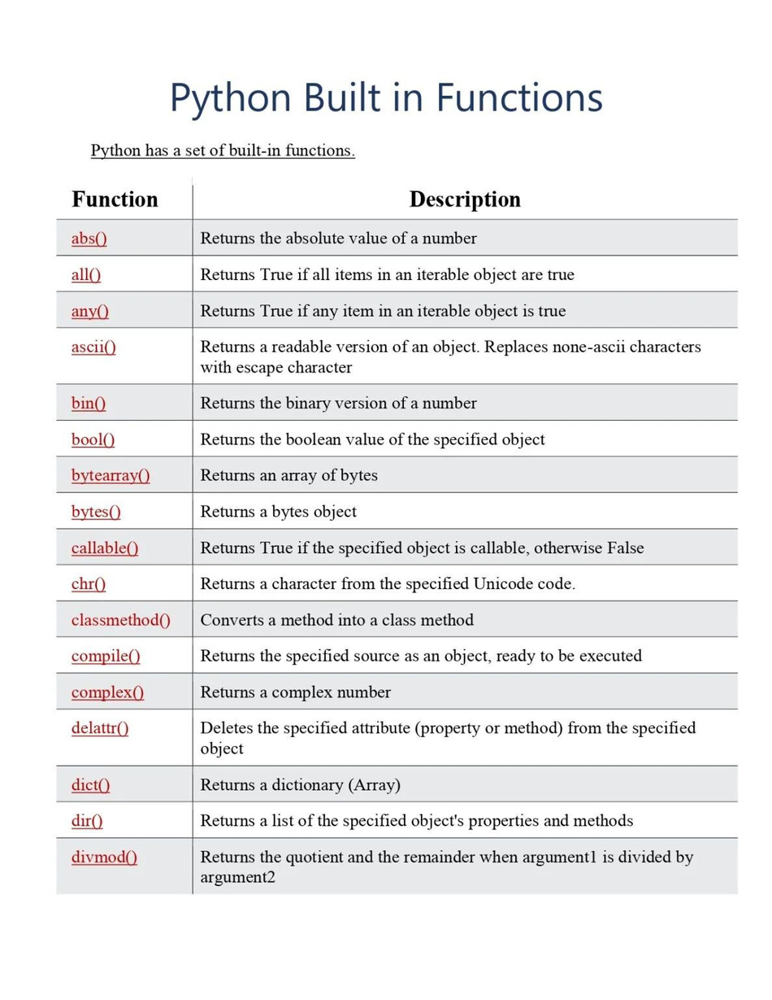 Python Built in Functions
Python has a set of built-in functions.
Function Description
abs() Returns the absolute value of a number
all() Returns True if all items in an iterable object are true
any() Returns True if any item in an iterable object is true
ascii() Returns a readable version of an object. Replaces none-ascii characters
with escape character
bin() Returns the binary version of a number
bool() Returns the boolean value of the specified object
bytearray() Returns an array of bytes
bytes() Returns a bytes object
callable() Returns True if the specified object is callable, otherwise False
chr() Returns a character from the specified Unicode code.
classmethod() Converts a method into a class method
compile() Returns the specified source as an object, ready to be executed
complex() Returns a complex number
delattr() Deletes the specified attribute (property or method) from the specified
object
dict() Returns a dictionary (Array)
dir() Returns a list of the specified object's properties and methods
divmod() Returns the quotient and the remainder when argument1 is divided by
argument2